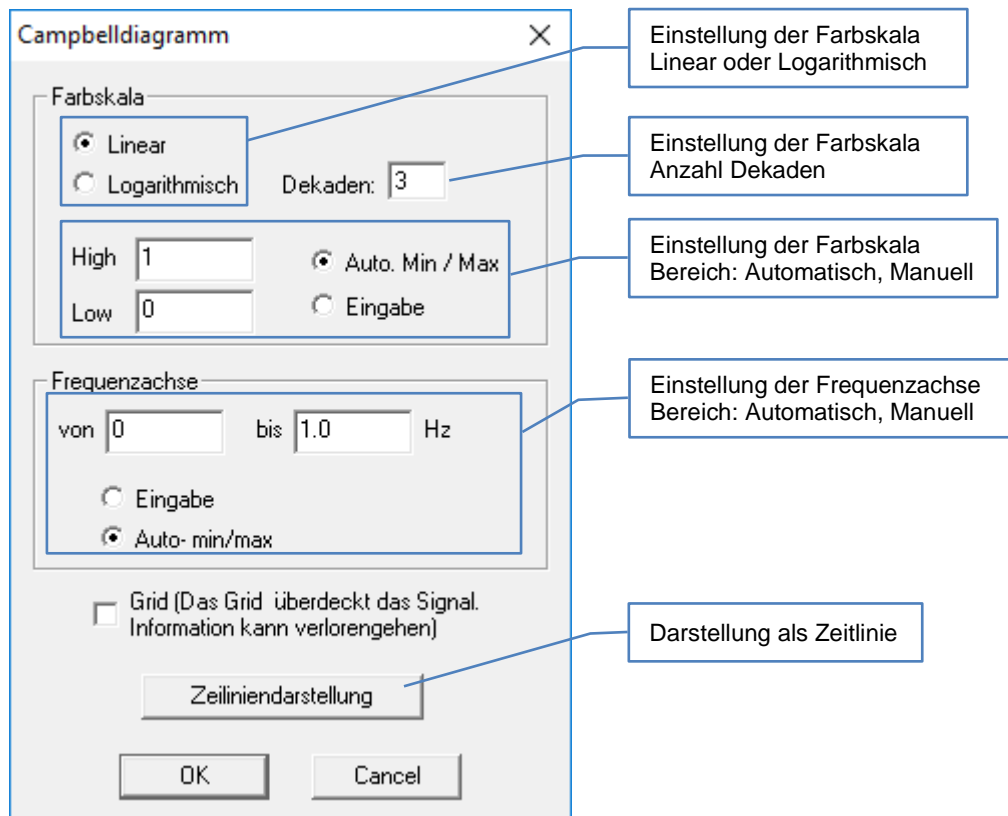 Campbelldiagramm
Einstellung der Farbskala
Linear oder Logarithmisch
Farbskala
Linear
Logarithmisch
Dekaden: 3
Einstellung der Farbskala
Anzahl Dekaden
High 1
Auto. Min / Max
Low 0
Eingabe
Einstellung der Farbskala
Bereich: Automatisch, Manuell
Frequenzachse
von 0 bis 1.0 Hz
Eingabe
Auto- min/max
Einstellung der Frequenzachse
Bereich: Automatisch, Manuell
Grid (Das Grid überdeckt das Signal.
Information kann verlorengehen)
Zeiliniendarstellung
Darstellung als Zeitlinie
OK
Cancel